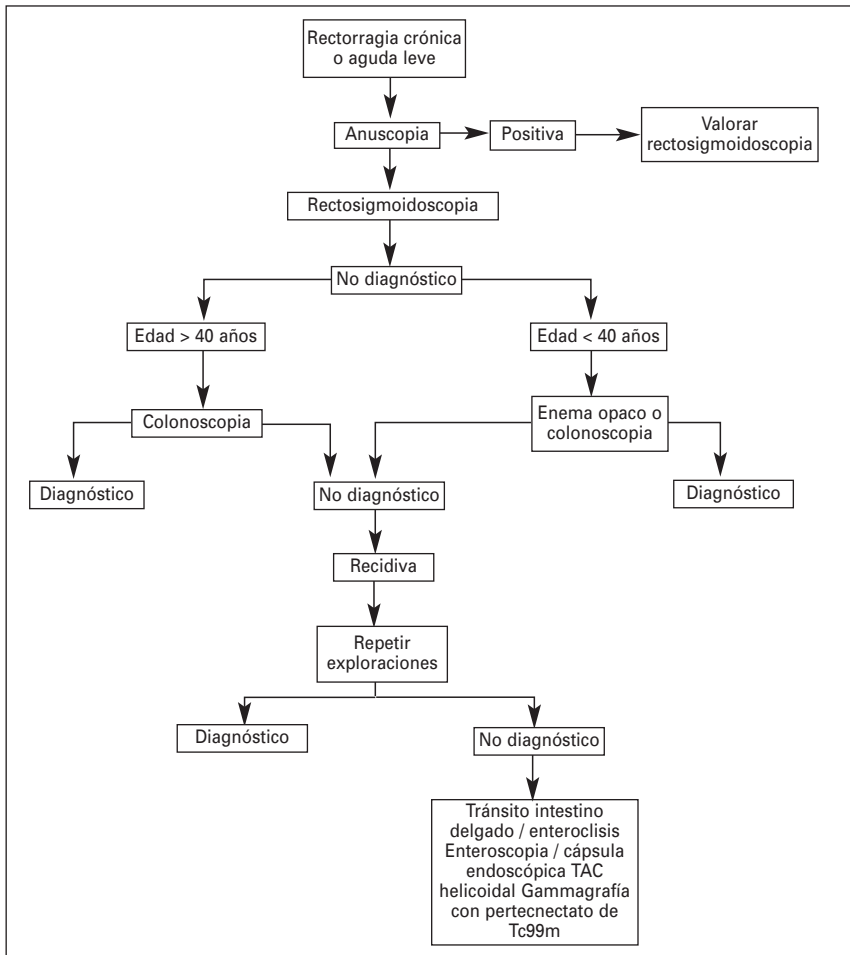 Rectorragia crónica
o aguda leve
Anuscopia
Positiva
Valorar
rectosigmoidoscopia
Rectosigmoidoscopia
No diagnóstico
Edad > 40 años
Edad < 40 años
Colonoscopia
Enema opaco o
colonoscopia
Diagnóstico
No diagnóstico
Diagnóstico
Recidiva
Repetir
exploraciones
Diagnóstico
No diagnóstico
Tránsito intestino
delgado / enteroclisis
Enteroscopia / cápsula
endoscópica TAC
helicoidal Gammagrafía
con pertecnectato de
Tc99m